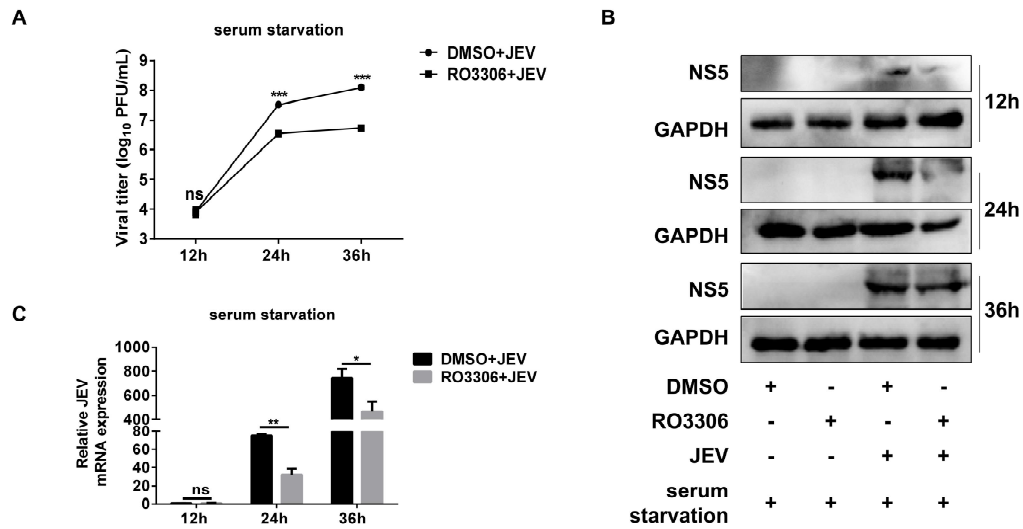 A
serum starvation
DMSO+JEV
RO3306+JEV
Viral titer (log10 PFU/mL)
9
8
7
6
5
4
3
ns
***
***
12h 24h 36h
B
NS5
GAPDH
12h
NS5
GAPDH
24h
NS5
GAPDH
36h
DMSO + - + -
RO3306 - + - +
JEV - - + +
serum
starvation + + + +
C
serum starvation
DMSO+JEV
RO3306+JEV
Relative JEV
mRNA expression
1000
800
600
400
80
60
40
20
0
ns
**
*
12h 24h 36h